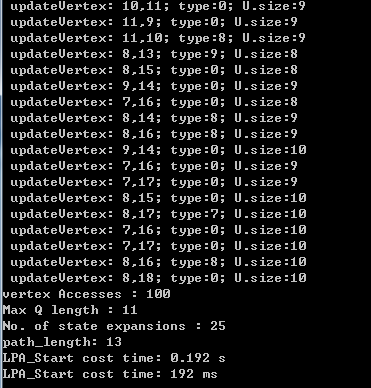 updateVertex: 10,11; type:0; U.size:9
updateVertex: 11,9; type:0; U.size:9
updateVertex: 11,10; type:8; U.size:9
updateVertex: 8,13; type:9; U.size:8
updateVertex: 8,15; type:0; U.size:8
updateVertex: 9,14; type:0; U.size:9
updateVertex: 7,16; type:0; U.size:8
updateVertex: 8,14; type:8; U.size:9
updateVertex: 8,16; type:8; U.size:9
updateVertex: 9,14; type:0; U.size:10
updateVertex: 7,16; type:0; U.size:9
updateVertex: 7,17; type:0; U.size:9
updateVertex: 8,15; type:0; U.size:10
updateVertex: 8,17; type:7; U.size:10
updateVertex: 7,16; type:0; U.size:10
updateVertex: 7,17; type:0; U.size:10
updateVertex: 8,16; type:8; U.size:10
updateVertex: 8,18; type:0; U.size:10
vertex Accesses : 100
Max Q length : 11
No. of state expansions : 25
path_length: 13
LPA_Start cost time: 0.192 s
LPA_Start cost time: 192 ms